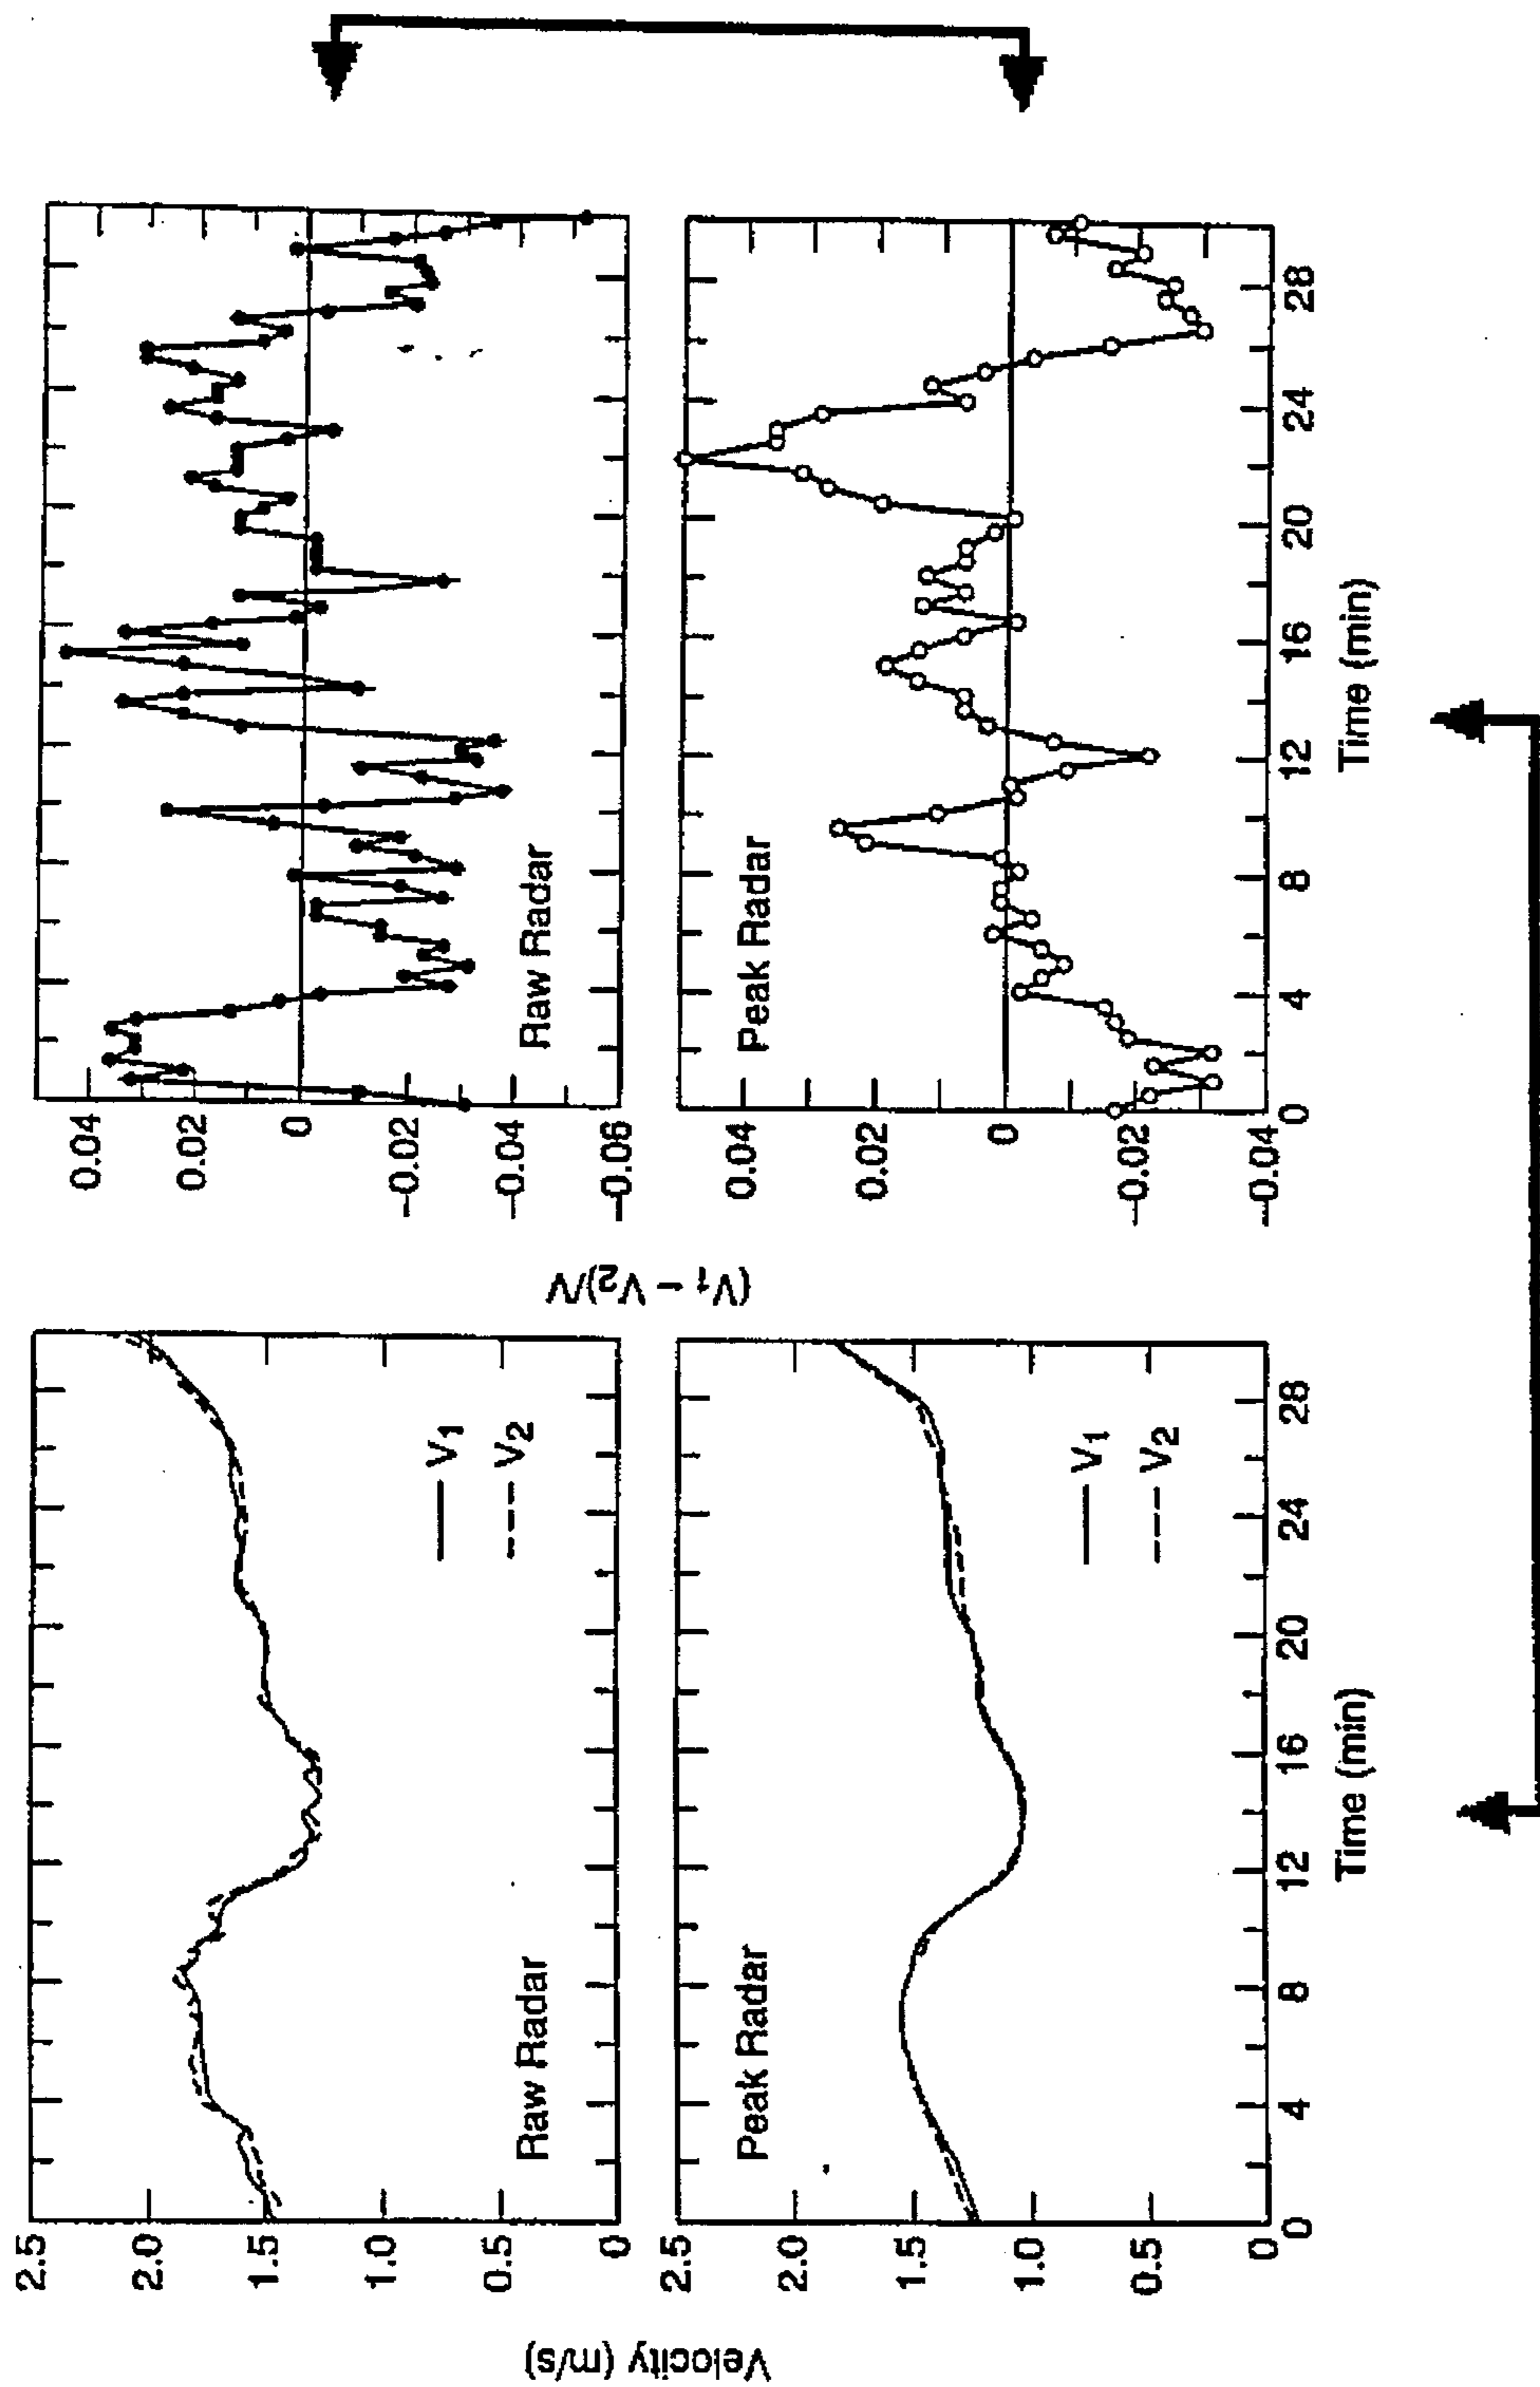 Velocity (m/s)
2.5
2.0
1.5
1.0
0.5
0
Raw Radar
V1
V2
2.5
2.0
1.5
1.0
0.5
0
Peak Radar
V1
V2
0 4 8 12 16 20 24 28
Time (min)
(V1 – V2)/V
0.04
0.02
0
–0.02
–0.04
–0.06
Raw Radar
0.04
0.02
0
–0.02
–0.04
Peak Radar
0 4 8 12 16 20 24 28
Time (min)